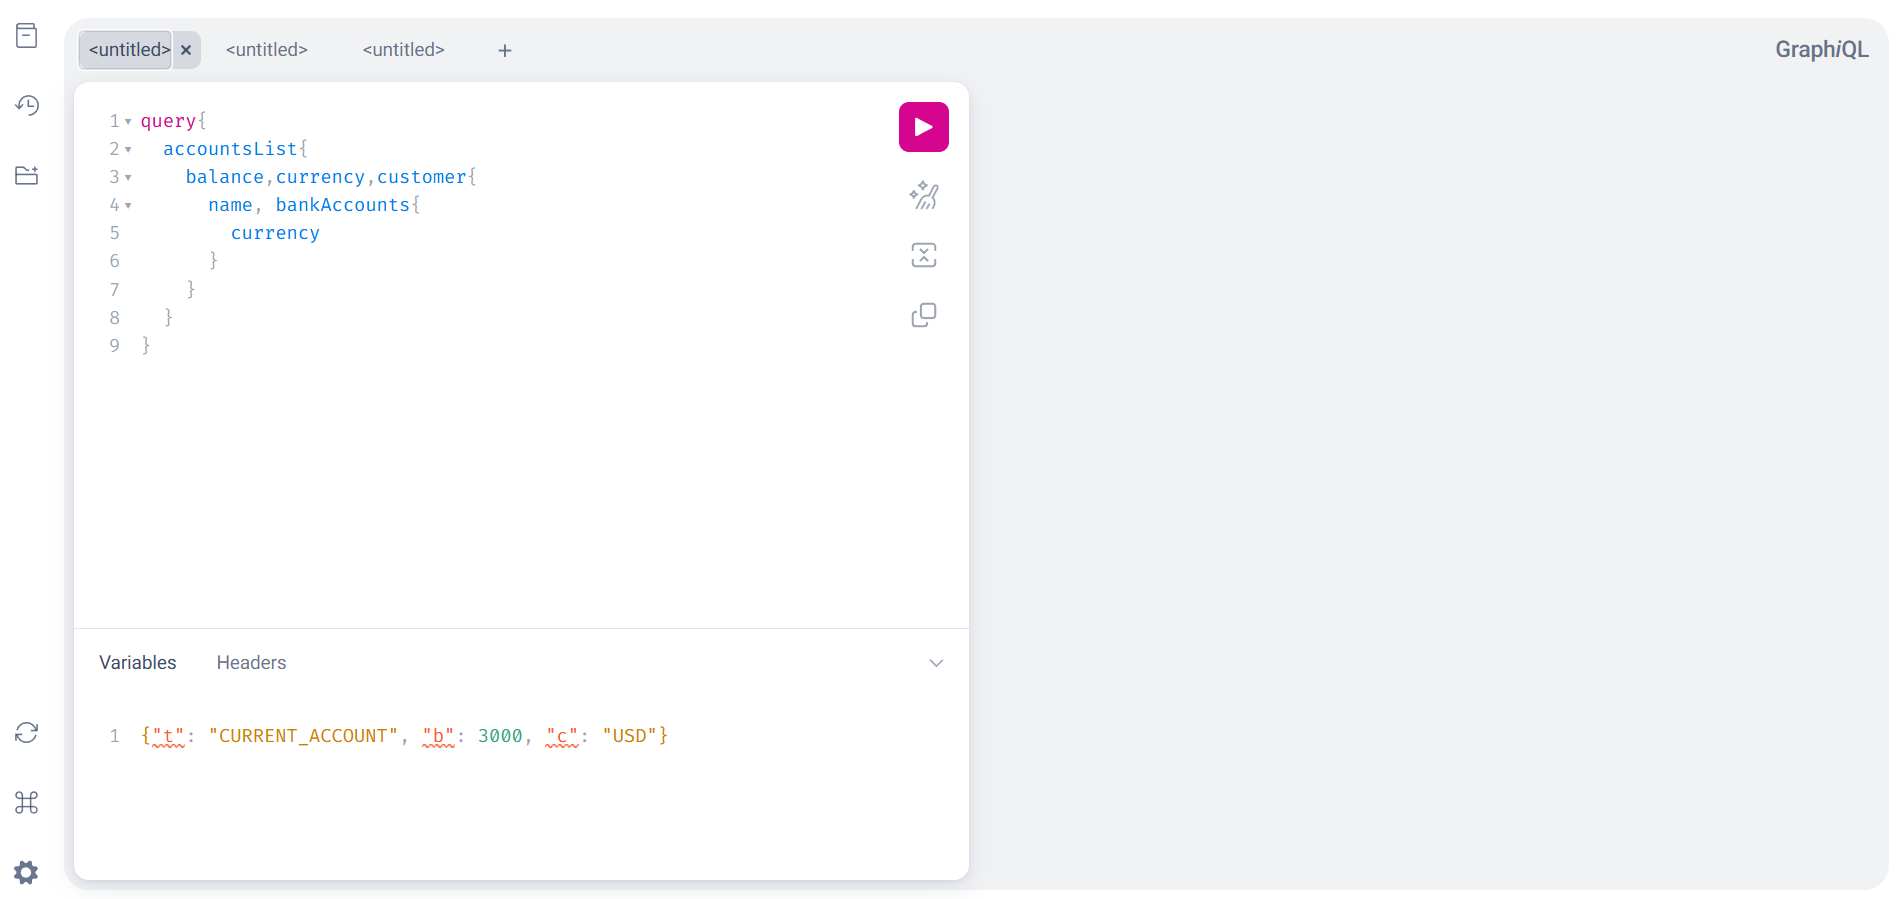 <untitled> × <untitled> <untitled> + GraphiQL
1 query{
2 accountsList{
3 balance,currency,customer{
4 name, bankAccounts{
5 currency
6 }
7 }
8 }
9 }
Variables Headers
1 {"t": "CURRENT_ACCOUNT", "b": 3000, "c": "USD"}